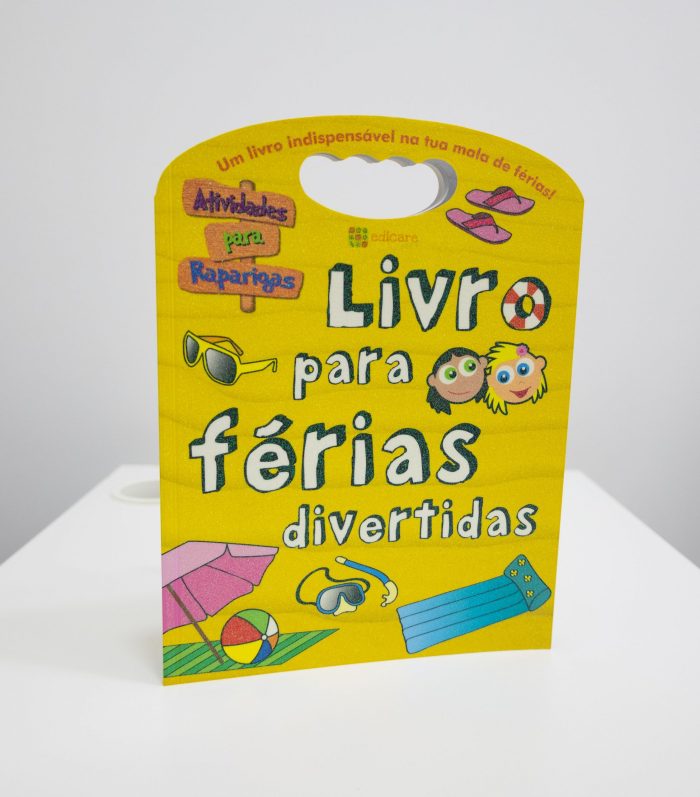 Um livro indispensável na tua mala de férias!
Atividades
para
Raparigas
edicare
Livro
para
férias
divertidas